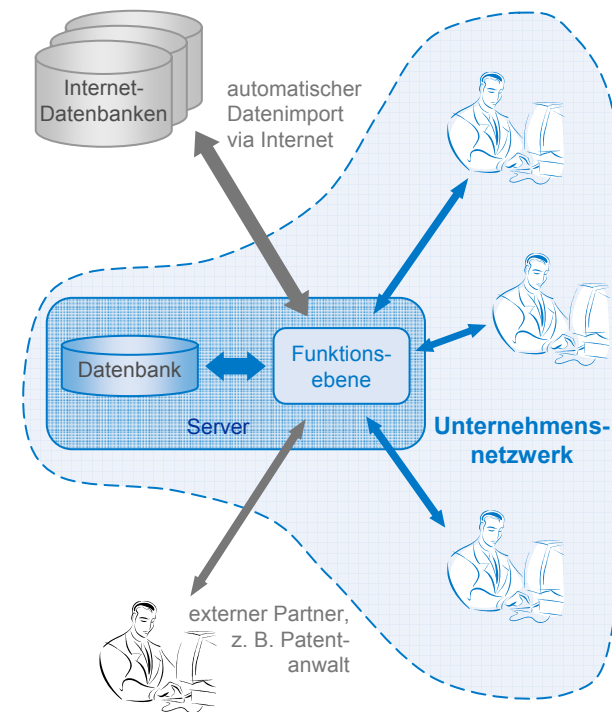 Internet-
Datenbanken
automatischer
Datenimport
via Internet
Datenbank
Funktions-
ebene
Server
Unternehmens-
netzwerk
externer Partner,
z. B. Patent-
anwalt